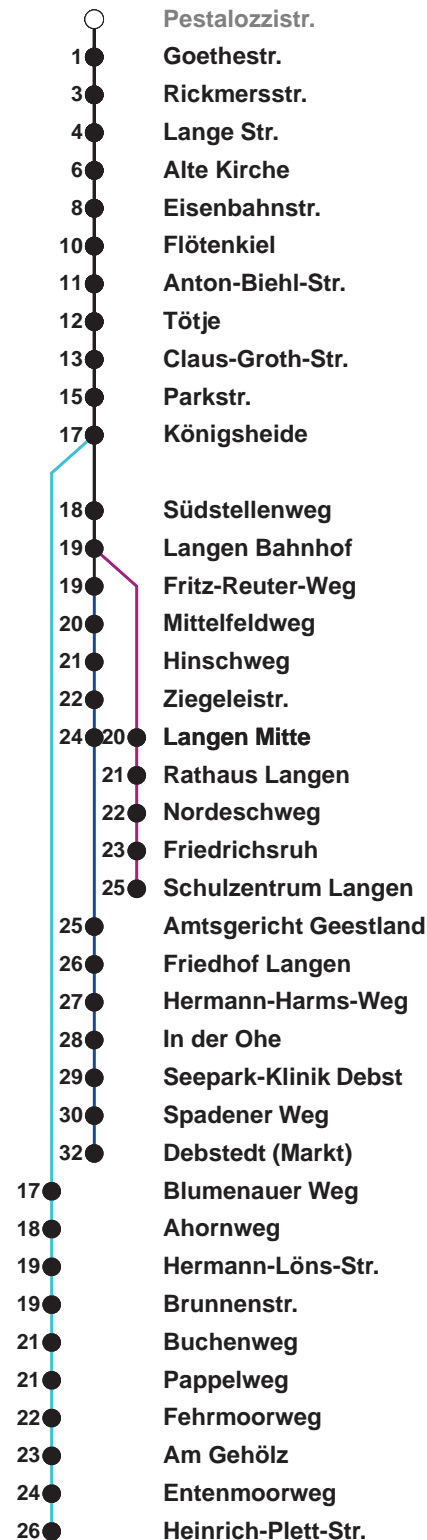 Pestalozzistr.
1 Goethestr.
3 Rickmersstr.
4 Lange Str.
6 Alte Kirche
8 Eisenbahnstr.
10 Flötenkiel
11 Anton-Biehl-Str.
12 Tötje
13 Claus-Groth-Str.
15 Parkstr.
17 Königsheide
18 Südstellenweg
19 Langen Bahnhof
19 Fritz-Reuter-Weg
20 Mittelfeldweg
21 Hinschweg
22 Ziegeleistr.
24 20 Langen Mitte
21 Rathaus Langen
22 Nordeschweg
23 Friedrichsruh
25 Schulzentrum Langen
25 Amtsgericht Geestland
26 Friedhof Langen
27 Hermann-Harms-Weg
28 In der Ohe
29 Seepark-Klinik Debst
30 Spadener Weg
32 Debstedt (Markt)
17 Blumenauer Weg
18 Ahornweg
19 Hermann-Löns-Str.
19 Brunnenstr.
21 Buchenweg
21 Pappelweg
22 Fehrmoorweg
23 Am Gehölz
24 Entenmoorweg
26 Heinrich-Plett-Str.